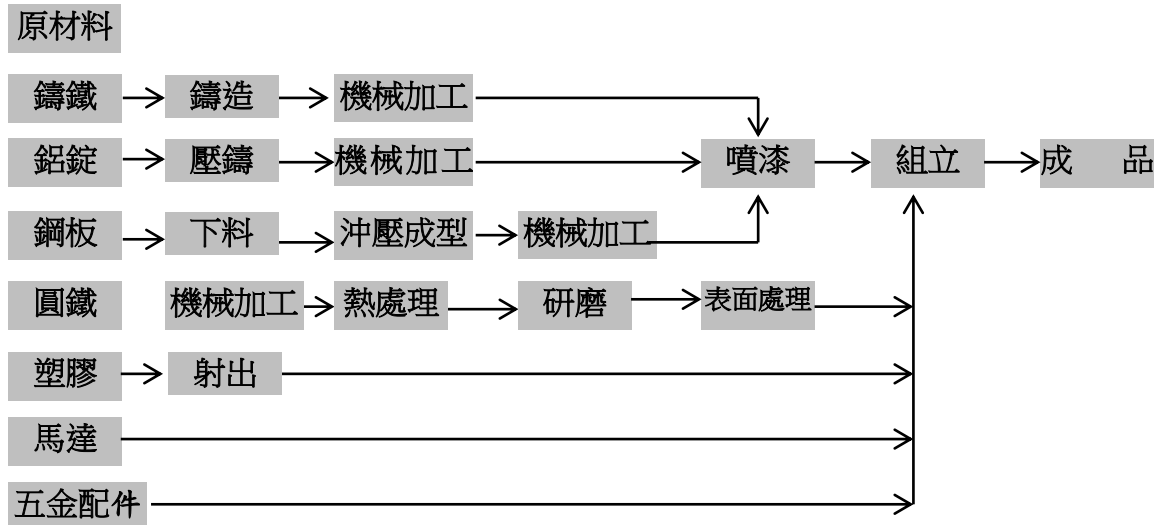 原材料
鑄鐵 鑄造 機械加工
鋁錠 壓鑄 機械加工 噴漆 組立 成 品
鋼板 下料 沖壓成型 機械加工
圓鐵 機械加工 熱處理 研磨 表面處理
塑膠 射出
馬達
五金配件